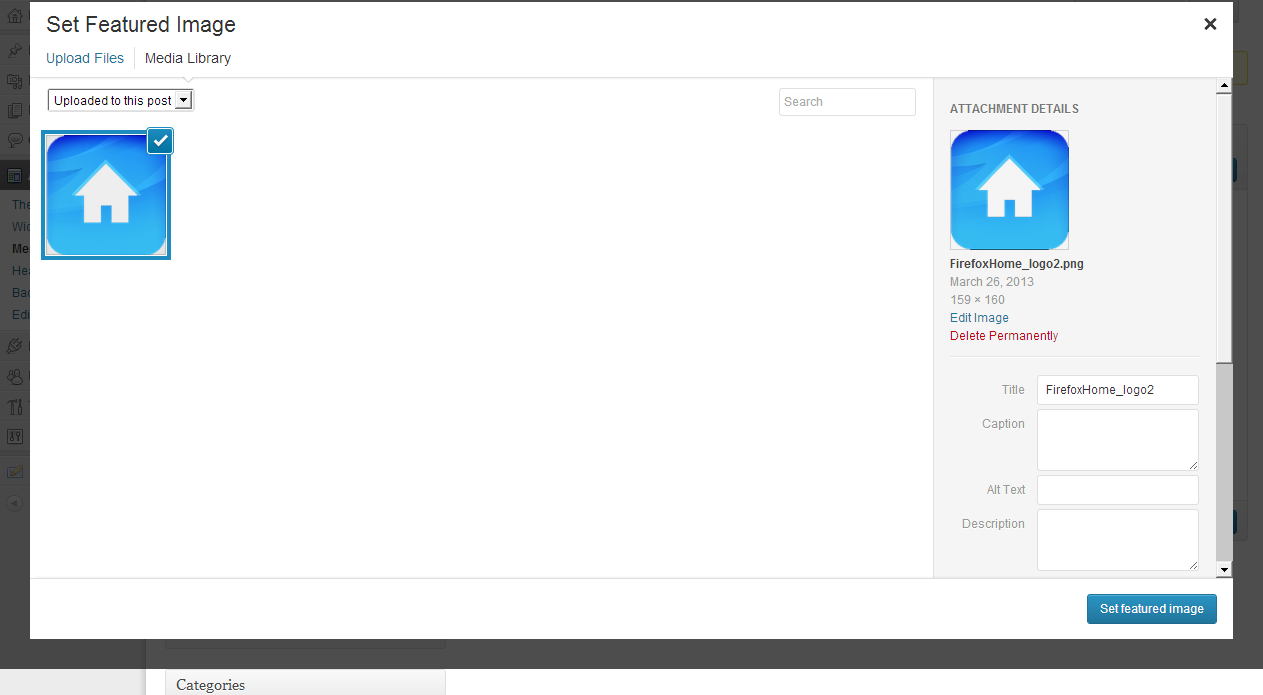 Set Featured Image
Upload Files
Media Library
Uploaded to this post
Search
ATTACHMENT DETAILS
FirefoxHome_logo2.png
March 26, 2013
159 × 160
Edit Image
Delete Permanently
Title
FirefoxHome_logo2
Caption
Alt Text
Description
Set featured image
The
Wid
Me
Hea
Bac
Edi
Categories